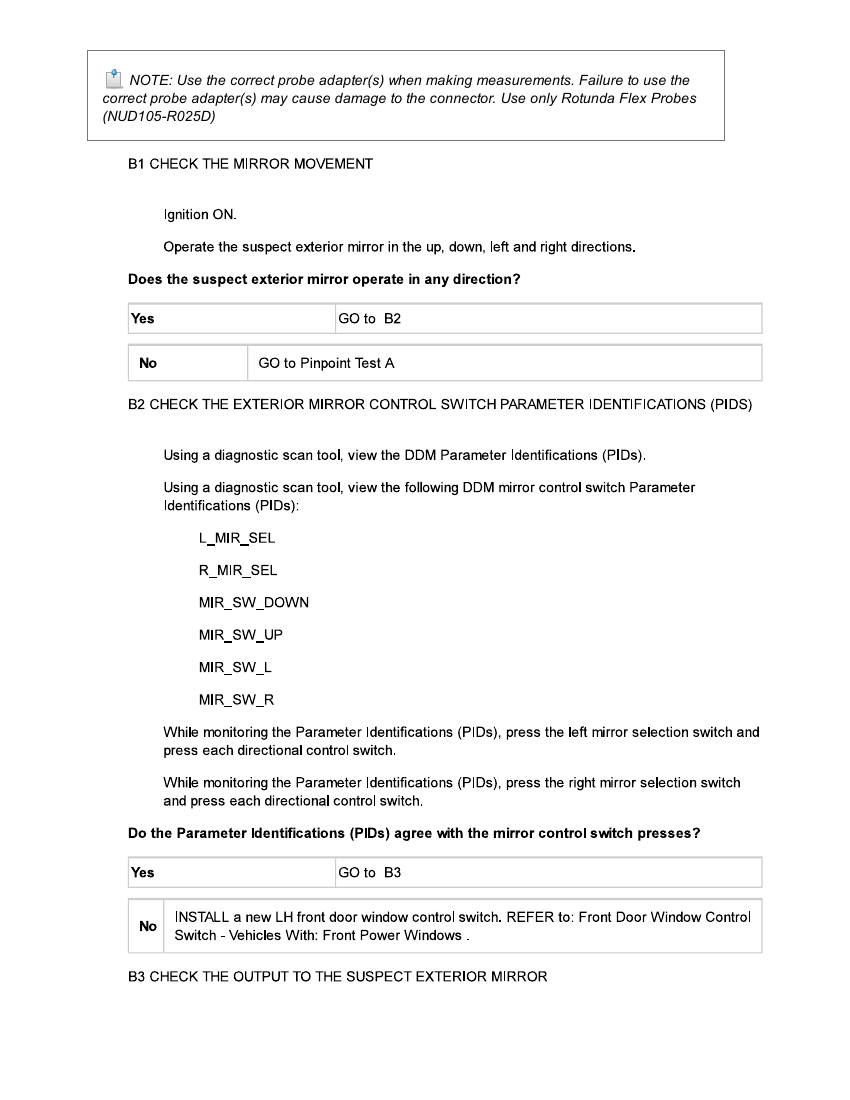 NOTE: Use the correct probe adapter(s) when making measurements. Failure to use the
correct probe adapter(s) may cause damage to the connector. Use only Rotunda Flex Probes
(NUD105-R025D)
B1 CHECK THE MIRROR MOVEMENT
Ignition ON.
Operate the suspect exterior mirror in the up, down, left and right directions.
Does the suspect exterior mirror operate in any direction?
Yes GO to B2
No GO to Pinpoint Test A
B2 CHECK THE EXTERIOR MIRROR CONTROL SWITCH PARAMETER IDENTIFICATIONS (PIDS)
Using a diagnostic scan tool, view the DDM Parameter Identifications (PIDs).
Using a diagnostic scan tool, view the following DDM mirror control switch Parameter
Identifications (PIDs):
L_MIR_SEL
R_MIR_SEL
MIR_SW_DOWN
MIR_SW_UP
MIR_SW_L
MIR_SW_R
While monitoring the Parameter Identifications (PIDs), press the left mirror selection switch and
press each directional control switch.
While monitoring the Parameter Identifications (PIDs), press the right mirror selection switch
and press each directional control switch.
Do the Parameter Identifications (PIDs) agree with the mirror control switch presses?
Yes GO to B3
No INSTALL a new LH front door window control switch. REFER to: Front Door Window Control
Switch - Vehicles With: Front Power Windows .
B3 CHECK THE OUTPUT TO THE SUSPECT EXTERIOR MIRROR